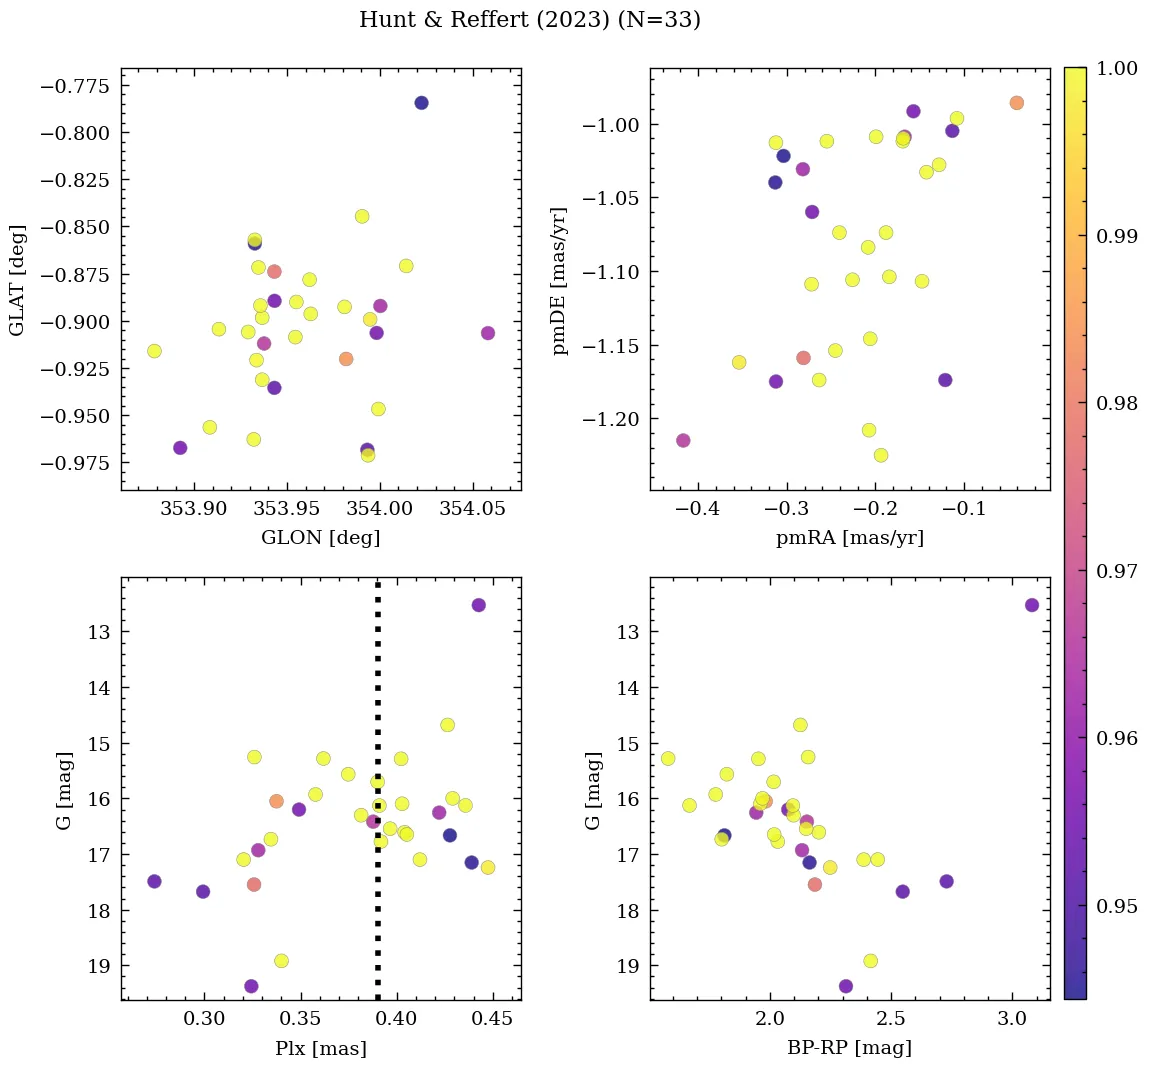 Hunt & Reffert (2023) (N=33)
−0.775
−0.800
−0.825
−0.850
−0.875
−0.900
−0.925
−0.950
−0.975
GLAT [deg]
353.90 353.95 354.00 354.05
GLON [deg]
−1.00
−1.05
−1.10
−1.15
−1.20
pmDE [mas/yr]
−0.4 −0.3 −0.2 −0.1
pmRA [mas/yr]
13
14
15
16
17
18
19
G [mag]
0.30 0.35 0.40 0.45
Plx [mas]
13
14
15
16
17
18
19
G [mag]
2.0 2.5 3.0
BP-RP [mag]
1.00
0.99
0.98
0.97
0.96
0.95